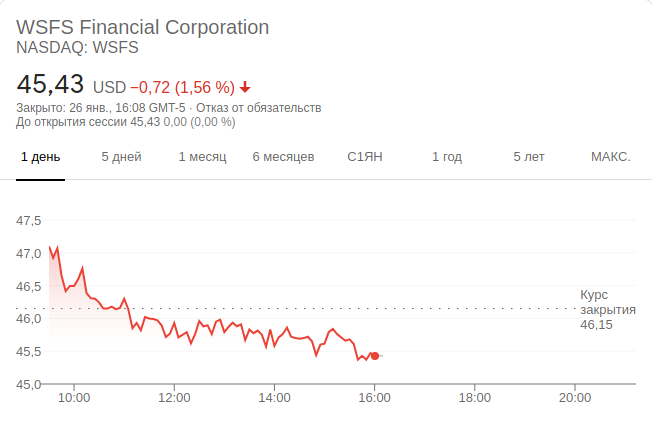 WSFS Financial Corporation
NASDAQ: WSFS
45,43 USD −0,72 (1,56 %)
Закрыто: 26 янв., 16:08 GMT-5 · Отказ от обязательств
До открытия сессии 45,43 0,00 (0,00 %)
1 день 5 дней 1 месяц 6 месяцев С1ЯН 1 год 5 лет МАКС.
47,5
47,0
46,5
46,0
45,5
45,0
Курс
закрытия
46,15
10:00 12:00 14:00 16:00 18:00 20:00